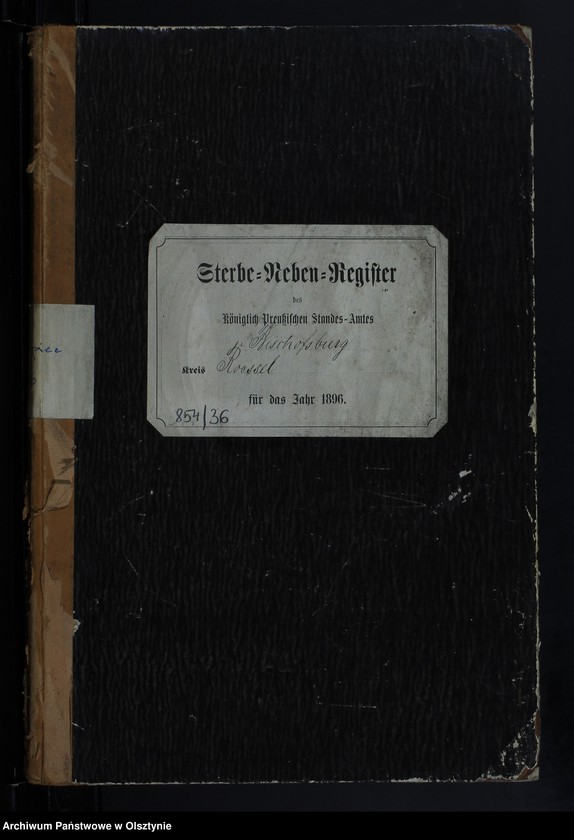 Sterbe-Neben-Register
des
Königlich Preußischen Standes-Amtes
zu Bischofsburg
Kreis Roessel
für das Jahr 1896.
854/36
Archiwum Państwowe w Olsztynie